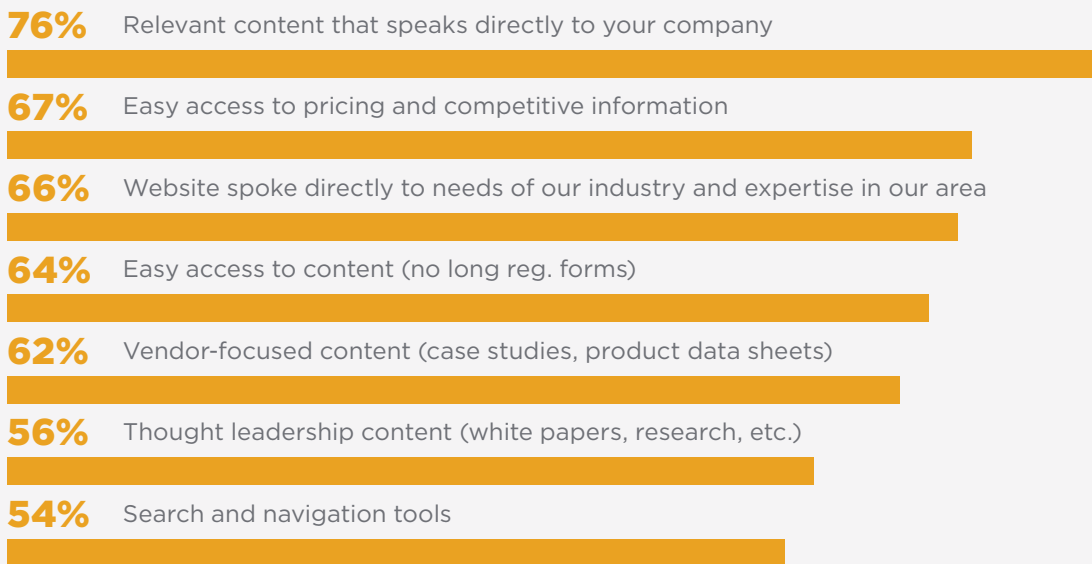 76% Relevant content that speaks directly to your company
67% Easy access to pricing and competitive information
66% Website spoke directly to needs of our industry and expertise in our area
64% Easy access to content (no long reg. forms)
62% Vendor-focused content (case studies, product data sheets)
56% Thought leadership content (white papers, research, etc.)
54% Search and navigation tools